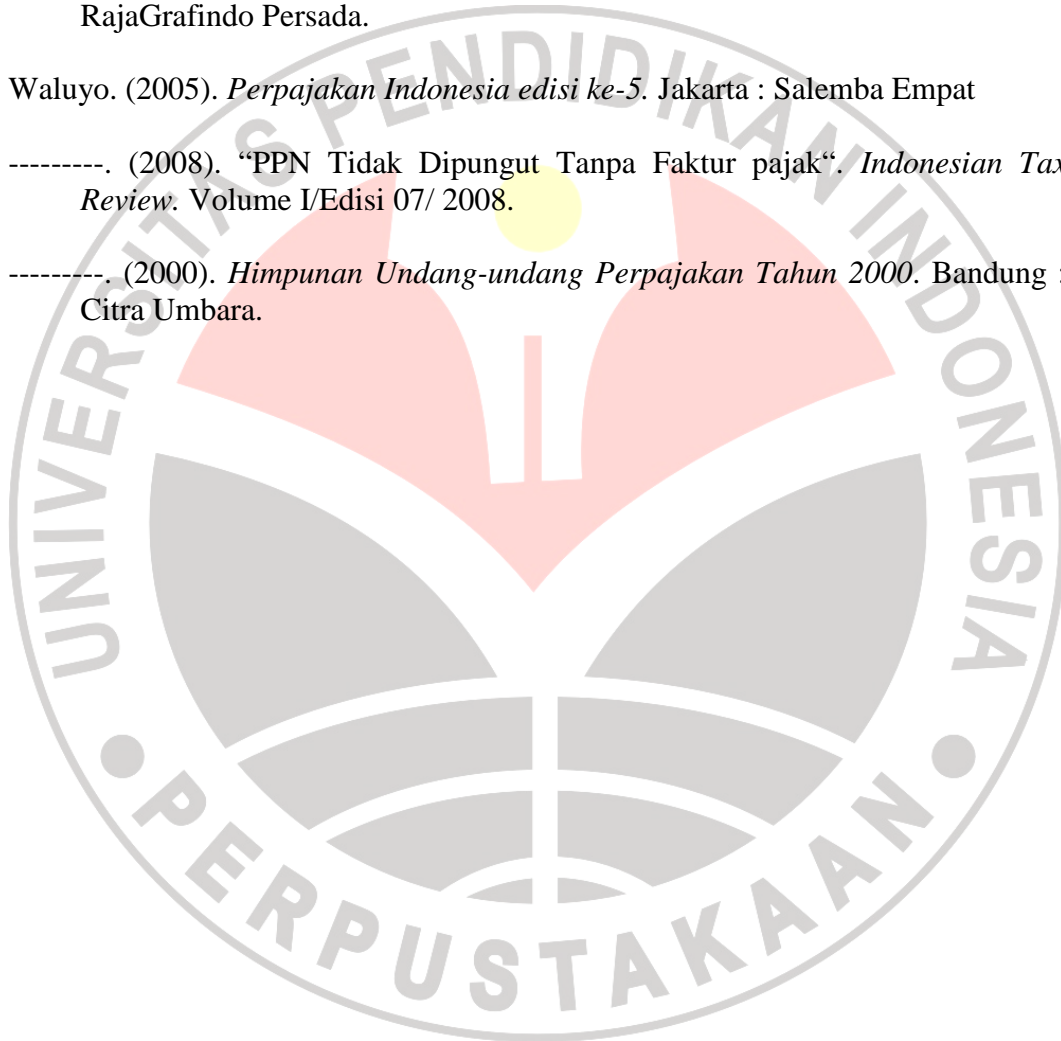 RajaGrafindo Persada.
Waluyo. (2005). Perpajakan Indonesia edisi ke-5. Jakarta : Salemba Empat
---------. (2008). “PPN Tidak Dipungut Tanpa Faktur pajak“. Indonesian Tax
Review. Volume I/Edisi 07/ 2008.
---------. (2000). Himpunan Undang-undang Perpajakan Tahun 2000. Bandung :
Citra Umbara.
UNIVERSITAS PENDIDIKAN INDONESIA
PERPUSTAKAAN